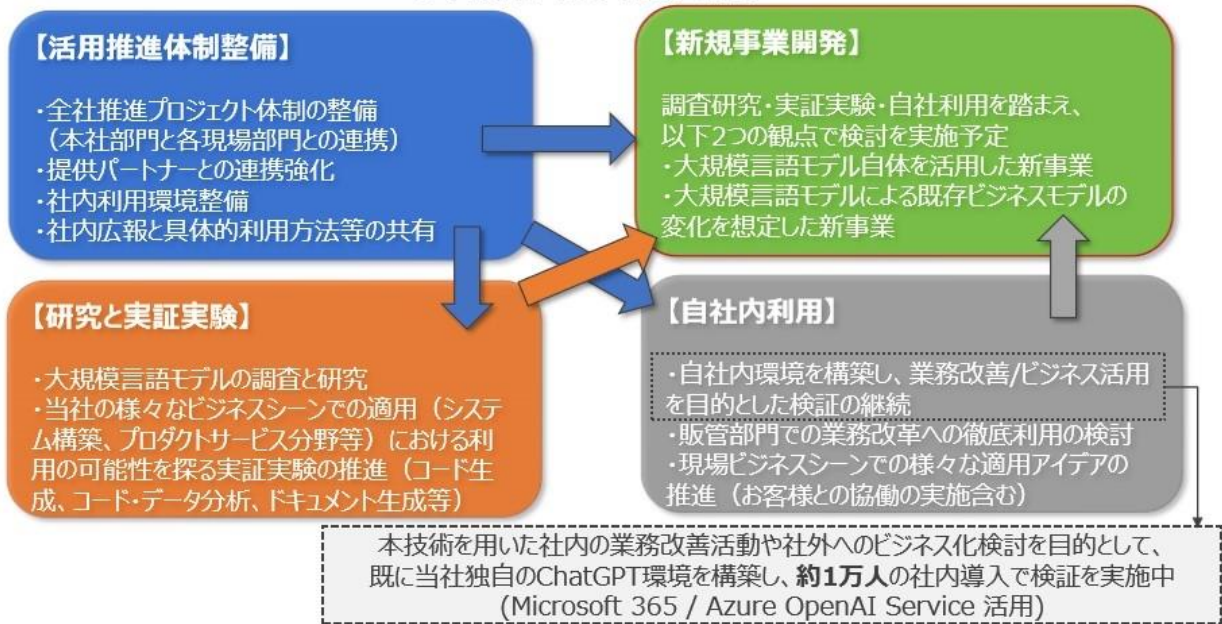 【活用推進体制整備】
・全社推進プロジェクト体制の整備
（本社部門と各現場部門との連携）
・提供パートナーとの連携強化
・社内利用環境整備
・社内広報と具体的利用方法等の共有
【新規事業開発】
調査研究・実証実験・自社利用を踏まえ、
以下2つの観点で検討を実施予定
・大規模言語モデル自体を活用した新事業
・大規模言語モデルによる既存ビジネスモデルの
変化を想定した新事業
【研究と実証実験】
・大規模言語モデルの調査と研究
・当社の様々なビジネスシーンでの適用（システ
ム構築、プロダクトサービス分野等）における利
用の可能性を探る実証実験の推進（コード生
成、コード・データ分析、ドキュメント生成等）
【自社内利用】
・自社内環境を構築し、業務改善/ビジネス活用
を目的とした検証の継続
・販管部門での業務改革への徹底利用の検討
・現場ビジネスシーンでの様々な適用アイデアの
推進（お客様との協働の実施含む）
本技術を用いた社内の業務改善活動や社外へのビジネス化検討を目的として、
既に当社独自のChatGPT環境を構築し、約1万人の社内導入で検証を実施中
(Microsoft 365 / Azure OpenAI Service 活用)